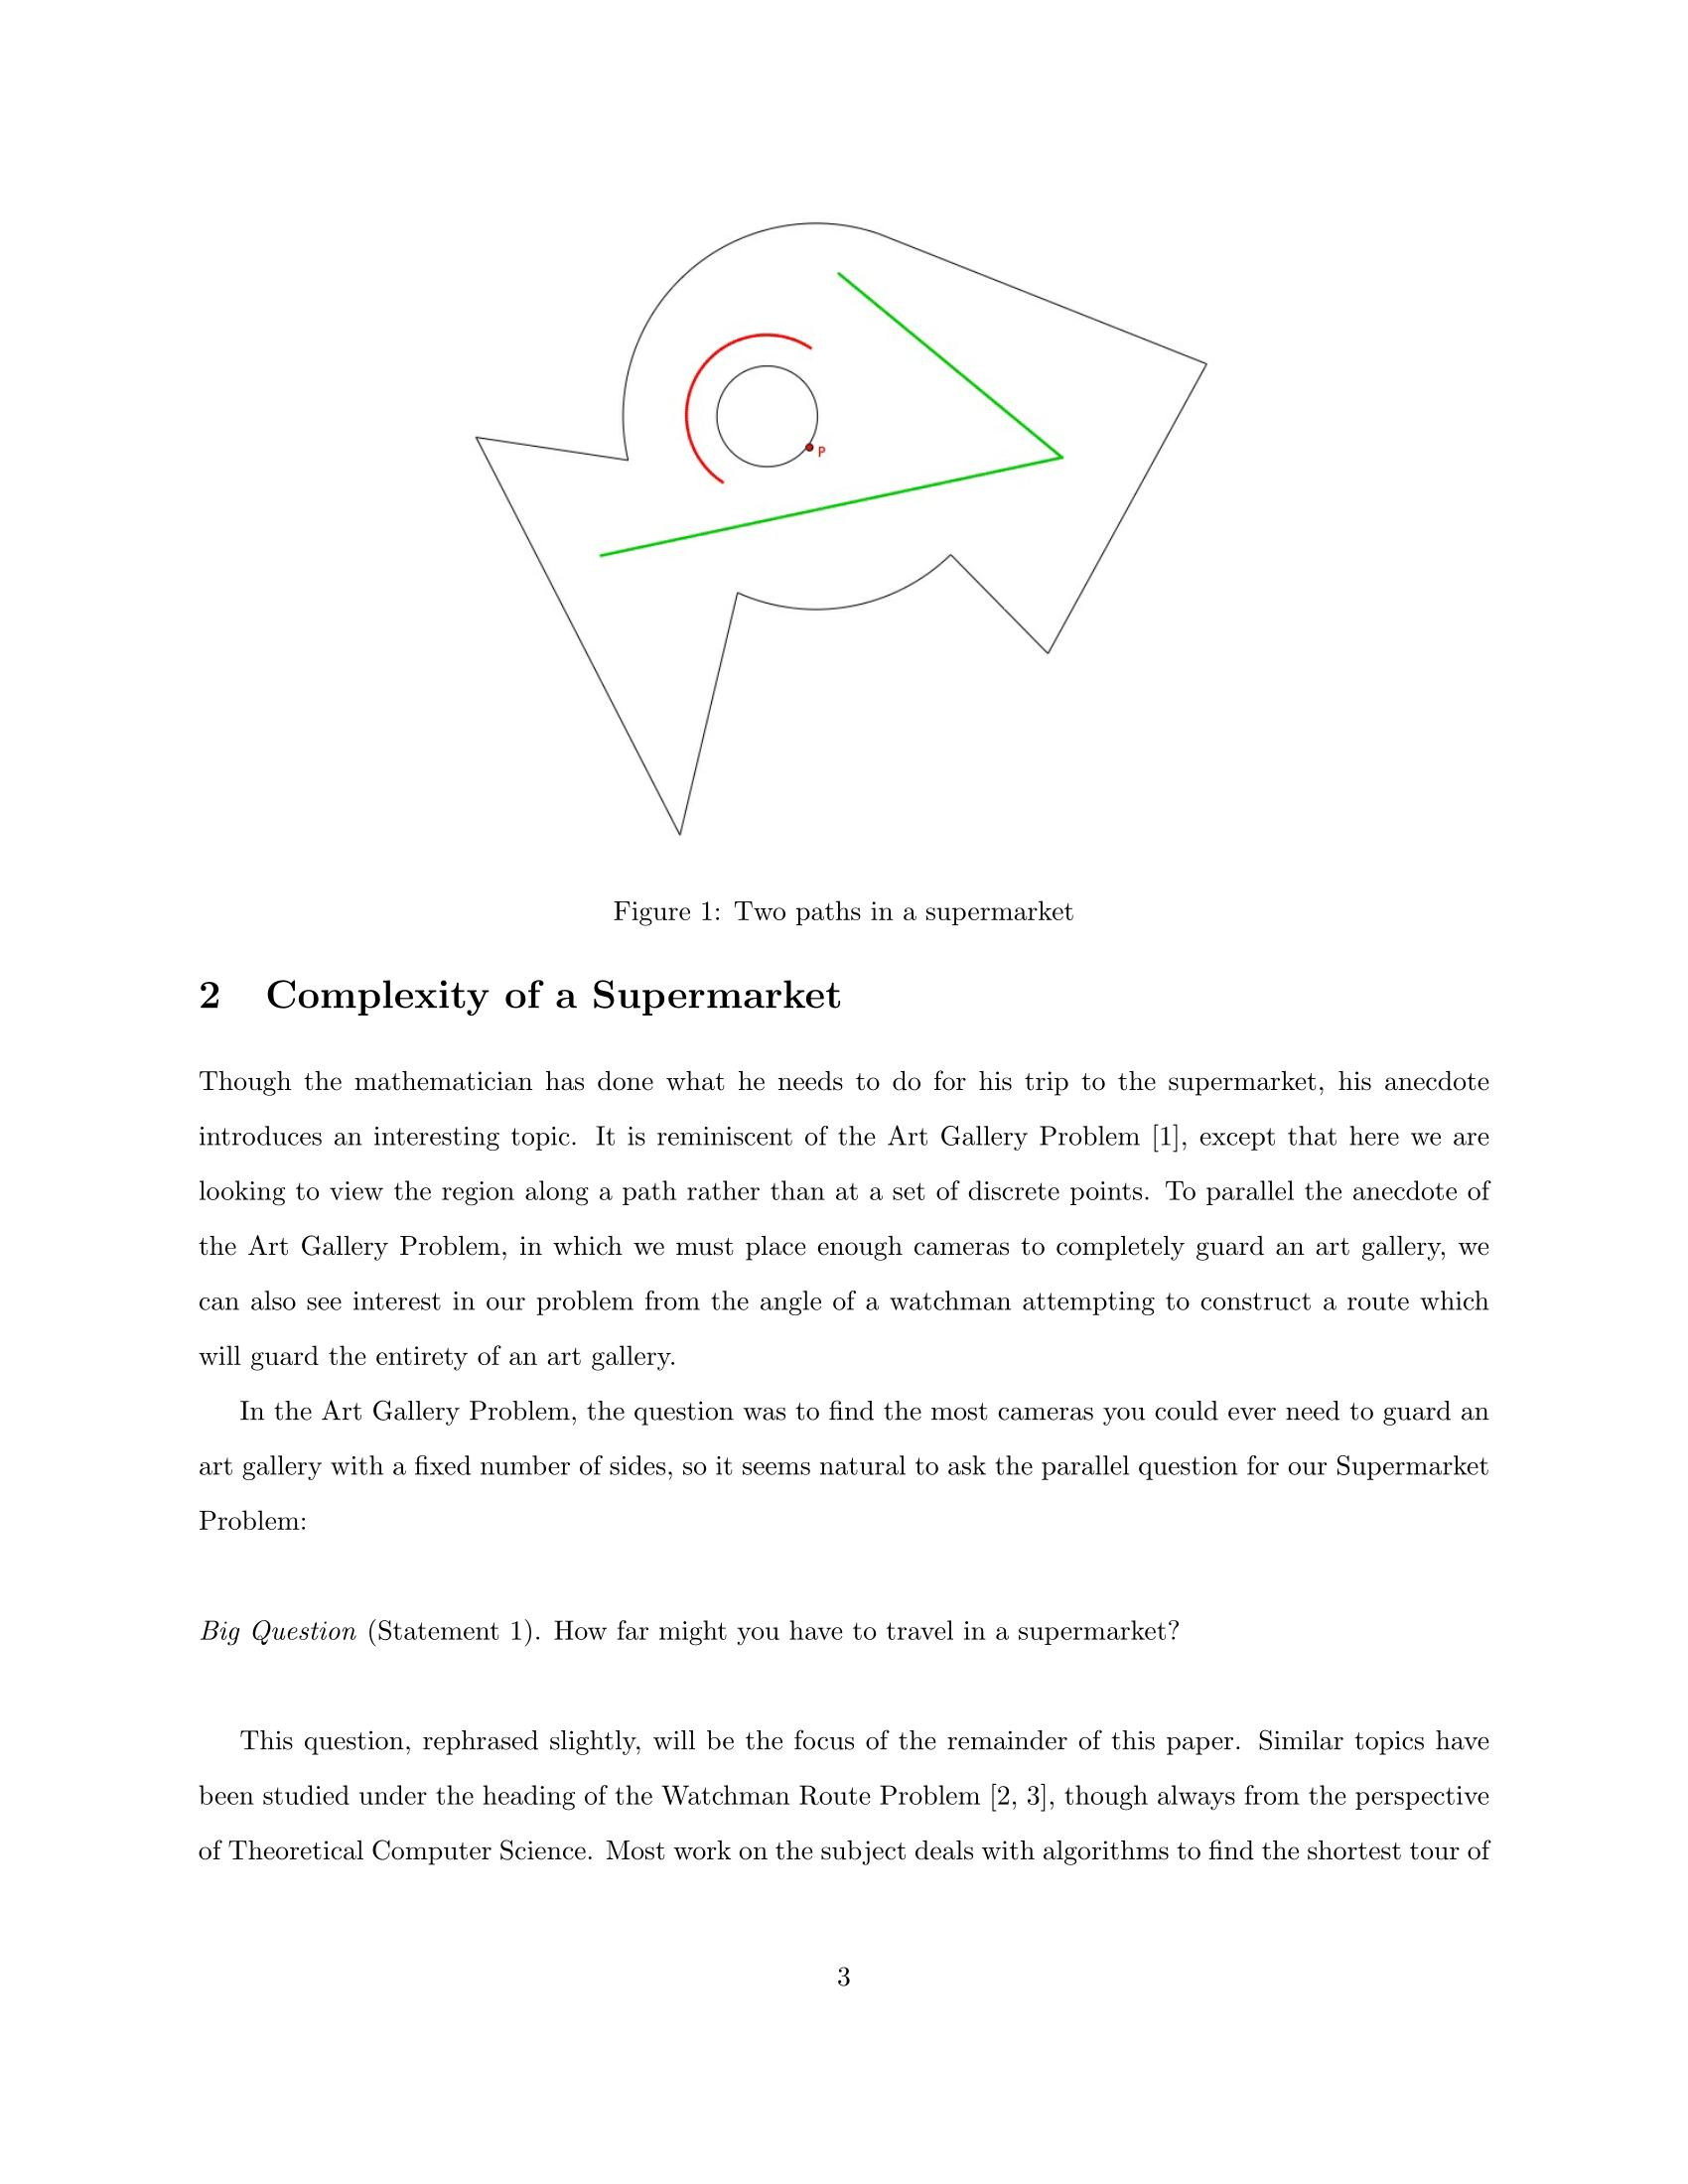 P
Figure 1: Two paths in a supermarket
2 Complexity of a Supermarket
Though the mathematician has done what he needs to do for his trip to the supermarket, his anecdote
introduces an interesting topic. It is reminiscent of the Art Gallery Problem [1], except that here we are
looking to view the region along a path rather than at a set of discrete points. To parallel the anecdote of
the Art Gallery Problem, in which we must place enough cameras to completely guard an art gallery, we
can also see interest in our problem from the angle of a watchman attempting to construct a route which
will guard the entirety of an art gallery.
In the Art Gallery Problem, the question was to find the most cameras you could ever need to guard an
art gallery with a fixed number of sides, so it seems natural to ask the parallel question for our Supermarket
Problem:
Big Question (Statement 1). How far might you have to travel in a supermarket?
This question, rephrased slightly, will be the focus of the remainder of this paper. Similar topics have
been studied under the heading of the Watchman Route Problem [2, 3], though always from the perspective
of Theoretical Computer Science. Most work on the subject deals with algorithms to find the shortest tour of
3